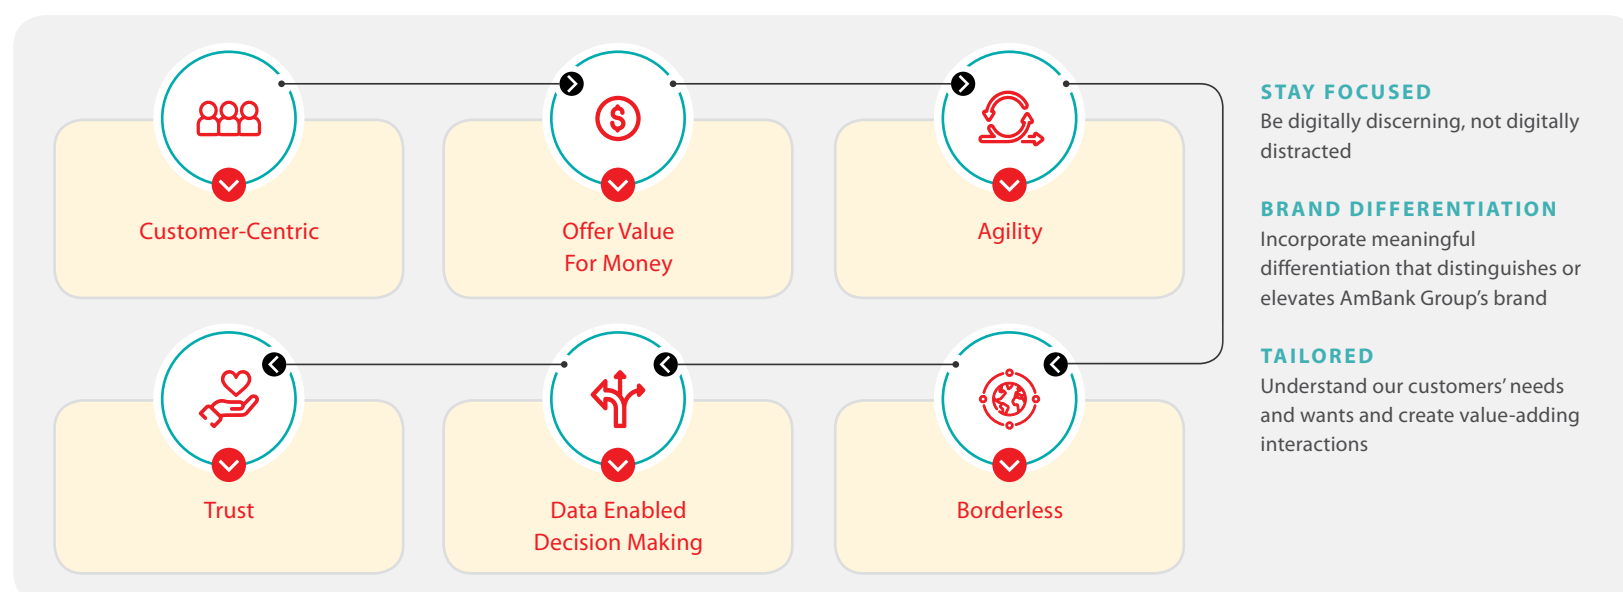 Customer-Centric
Offer Value
For Money
Agility
Trust
Data Enabled
Decision Making
Borderless
STAY FOCUSED
Be digitally discerning, not digitally
distracted
BRAND DIFFERENTIATION
Incorporate meaningful
differentiation that distinguishes or
elevates AmBank Group’s brand
TAILORED
Understand our customers’ needs
and wants and create value-adding
interactions